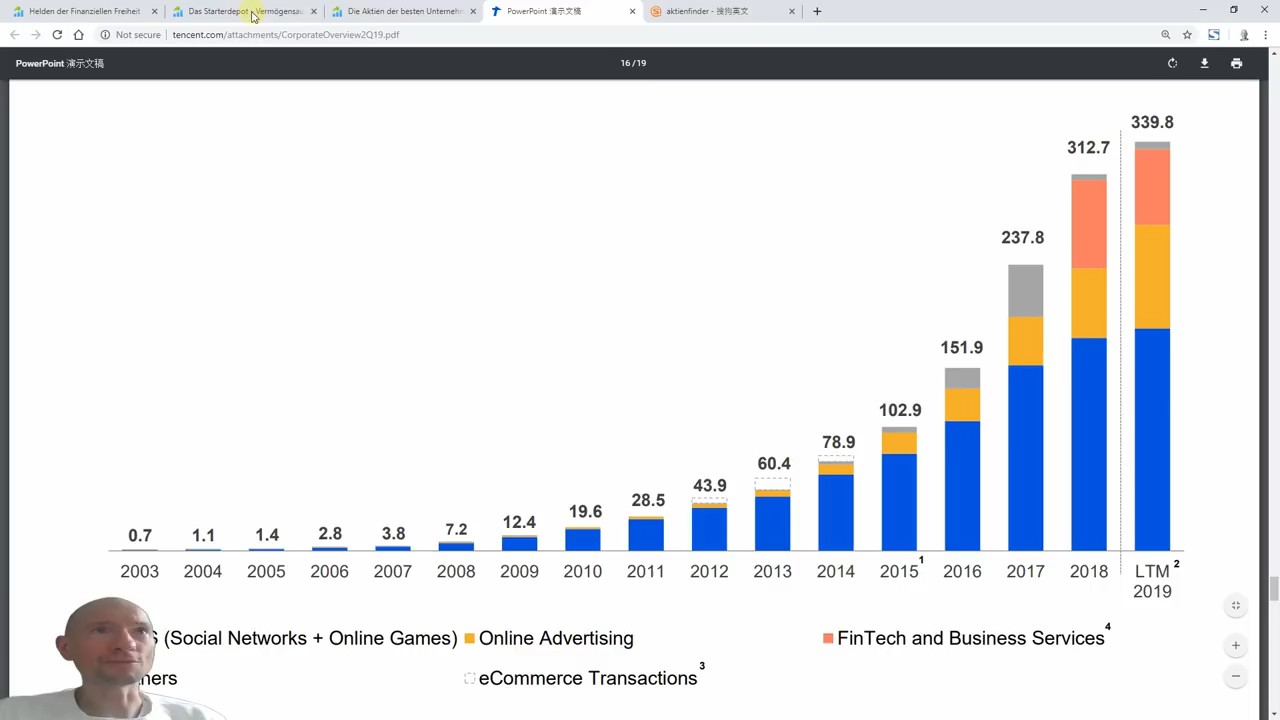 Helden der Finanziellen Freiheit
Das Starterdepot
Die Aktien der besten Unternehm
PowerPoint 演示文稿
aktienfinder - 搜狗英文
Not secure
tencent.com/attachments/CorporateOverview2Q19.pdf
PowerPoint 演示文稿
16 / 19
339.8
312.7
237.8
151.9
102.9
78.9
60.4
43.9
28.5
19.6
12.4
7.2
3.8
2.8
1.4
1.1
0.7
2003 2004 2005 2006 2007 2008 2009 2010 2011 2012 2013 2014 2015 1 2016 2017 2018 LTM 2
2019
S (Social Networks + Online Games) Online Advertising FinTech and Business Services 4
ners eCommerce Transactions 3